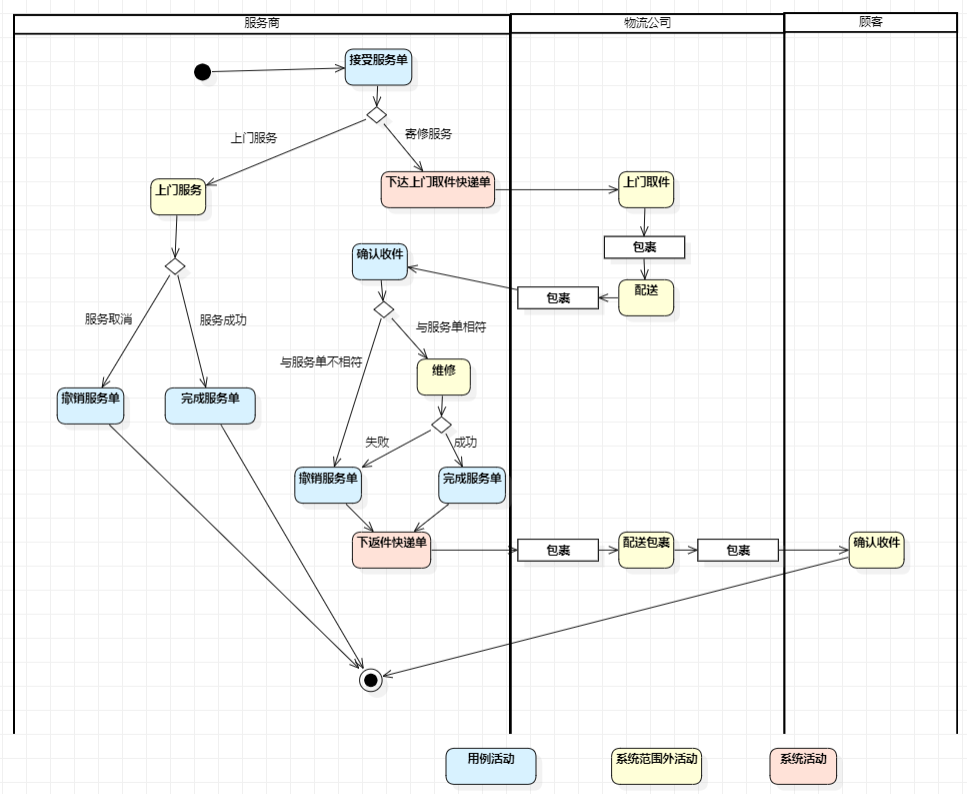 服务商
物流公司
顾客
接受服务单
上门服务
寄修服务
上门服务
下达上门取件快递单
上门取件
包裹
确认收件
配送
包裹
与服务单相符
服务取消
服务成功
与服务单不相符
维修
撤销服务单
完成服务单
失败
成功
撤销服务单
完成服务单
下返件快递单
包裹
配送包裹
包裹
确认收件
用例活动
系统范围外活动
系统活动